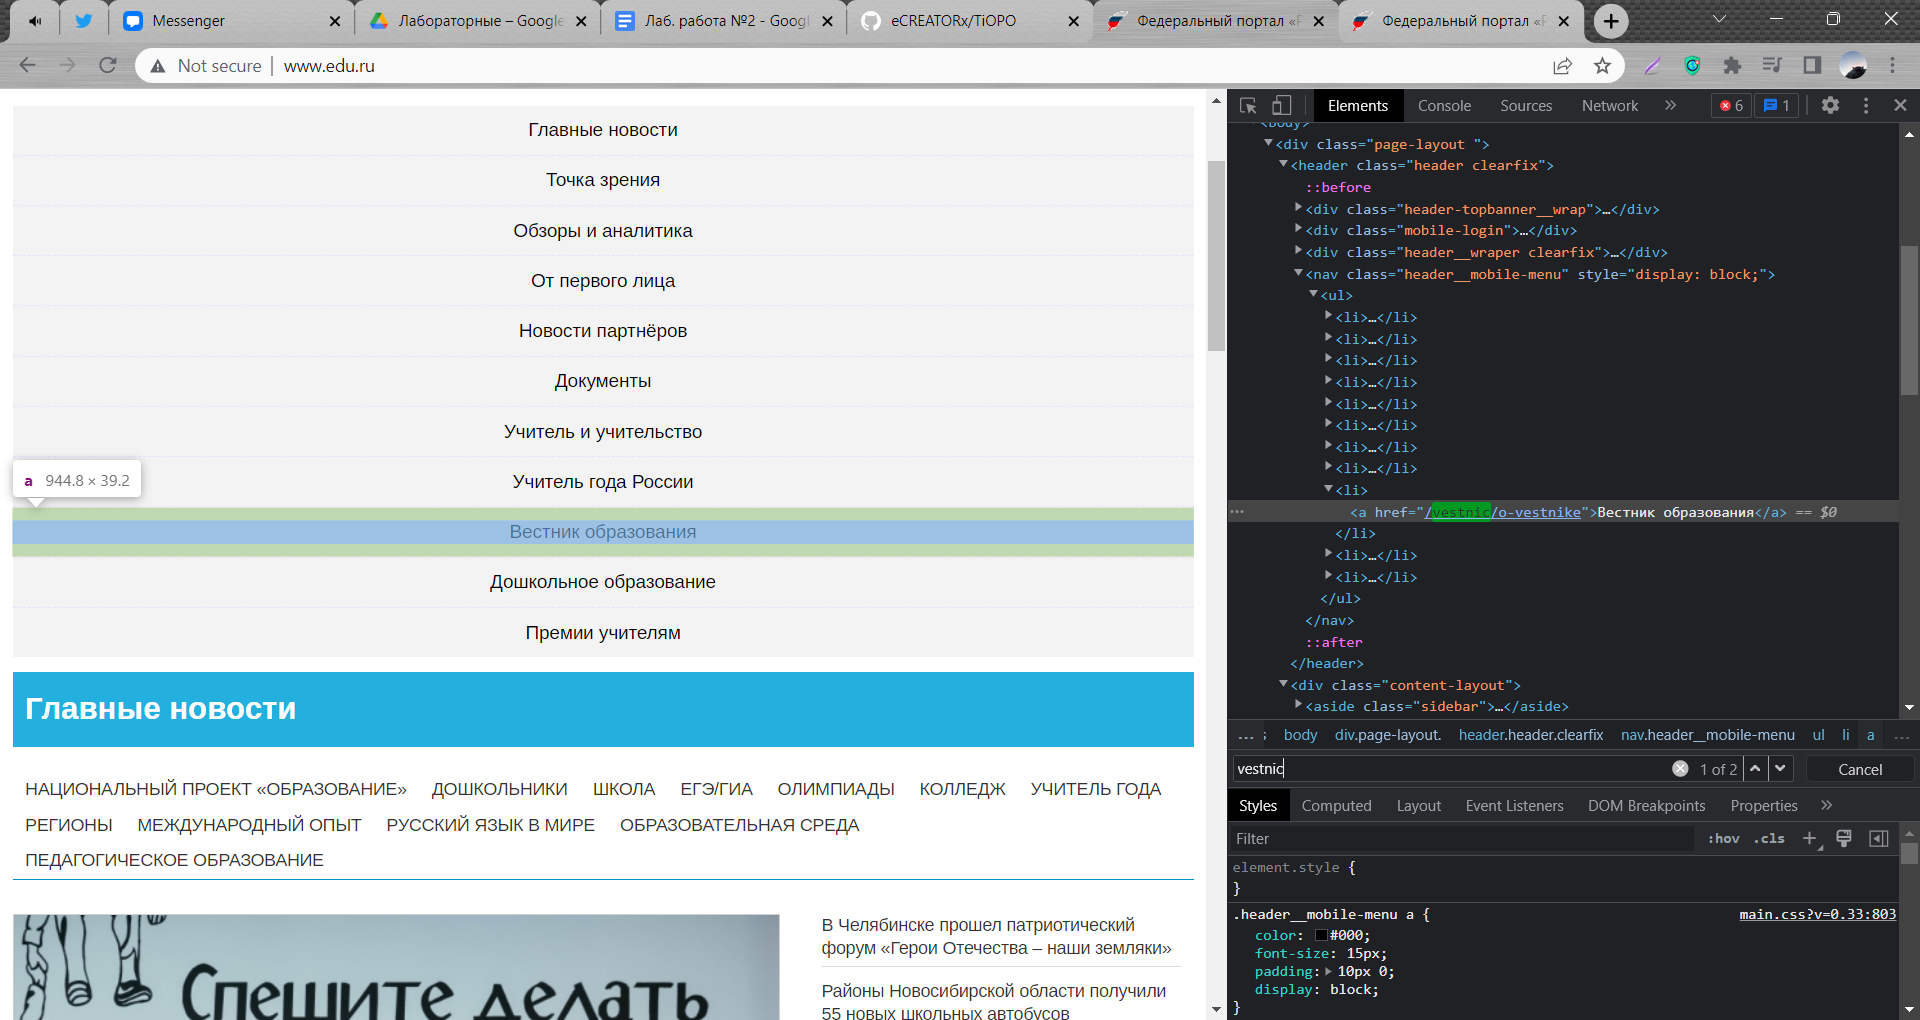 Messenger
Лабораторные – Google
Лаб. работа №2 - Googl
eCREATORx/TiOPO
Федеральный портал «Р
Федеральный портал «Р
Not secure | www.edu.ru
Главные новости
Точка зрения
Обзоры и аналитика
От первого лица
Новости партнёров
Документы
Учитель и учительство
Учитель года России
a 944.8 × 39.2
Вестник образования
Дошкольное образование
Премии учителям
Главные новости
НАЦИОНАЛЬНЫЙ ПРОЕКТ «ОБРАЗОВАНИЕ» ДОШКОЛЬНИКИ ШКОЛА ЕГЭ/ГИА ОЛИМПИАДЫ КОЛЛЕДЖ УЧИТЕЛЬ ГОДА
РЕГИОНЫ МЕЖДУНАРОДНЫЙ ОПЫТ РУССКИЙ ЯЗЫК В МИРЕ ОБРАЗОВАТЕЛЬНАЯ СРЕДА
ПЕДАГОГИЧЕСКОЕ ОБРАЗОВАНИЕ
Спешите делать
В Челябинске прошел патриотический
форум «Герои Отечества – наши земляки»
Районы Новосибирской области получили
55 новых школьных автобусов
Elements Console Sources Network » 6 1
<body>
<div class="page-layout ">
<header class="header clearfix">
::before
<div class="header-topbanner__wrap">…</div>
<div class="mobile-login">…</div>
<div class="header__wraper clearfix">…</div>
<nav class="header__mobile-menu" style="display: block;">
<ul>
<li>…</li>
<li>…</li>
<li>…</li>
<li>…</li>
<li>…</li>
<li>…</li>
<li>…</li>
<li>…</li>
<li>
<a href="/vestnic/o-vestnike">Вестник образования</a> == $0
</li>
<li>…</li>
<li>…</li>
</ul>
</nav>
::after
</header>
<div class="content-layout">
<aside class="sidebar">…</aside>
... s body div.page-layout. header.header.clearfix nav.header__mobile-menu ul li a ...
vestnic 1 of 2 Cancel
Styles Computed Layout Event Listeners DOM Breakpoints Properties »
Filter :hov .cls +
element.style {
}
.header__mobile-menu a { main.css?v=0.33:803
color: #000;
font-size: 15px;
padding: 10px 0;
display: block;
}